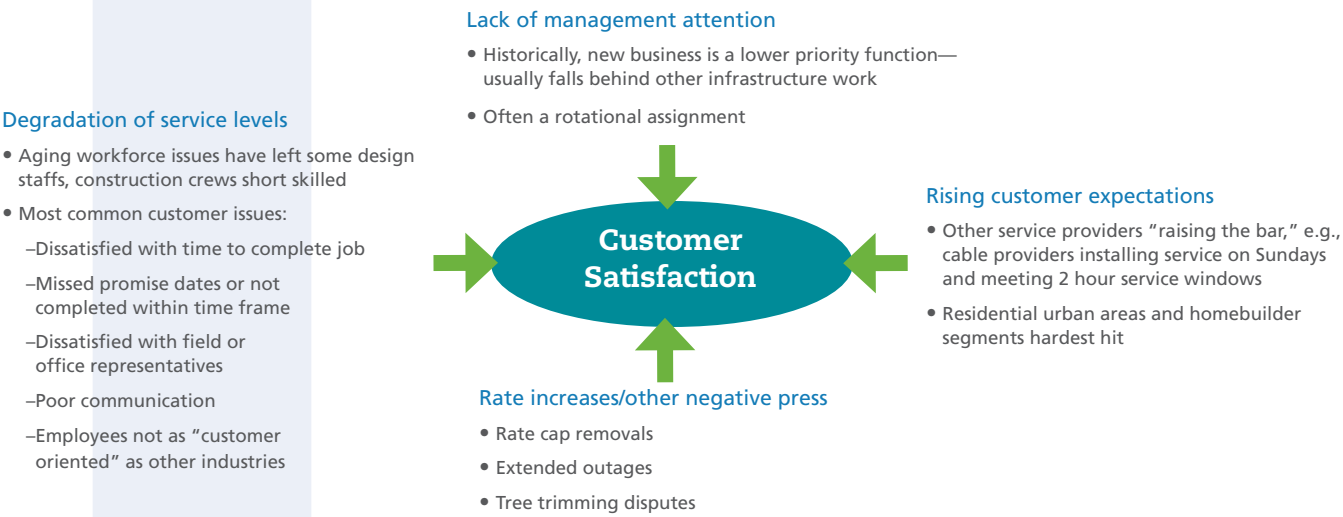 Lack of management attention
• Historically, new business is a lower priority function—
usually falls behind other infrastructure work
• Often a rotational assignment
Degradation of service levels
• Aging workforce issues have left some design
staffs, construction crews short skilled
• Most common customer issues:
–Dissatisfied with time to complete job
–Missed promise dates or not
completed within time frame
–Dissatisfied with field or
office representatives
–Poor communication
–Employees not as “customer
oriented” as other industries
Customer
Satisfaction
Rising customer expectations
• Other service providers “raising the bar,” e.g.,
cable providers installing service on Sundays
and meeting 2 hour service windows
• Residential urban areas and homebuilder
segments hardest hit
Rate increases/other negative press
• Rate cap removals
• Extended outages
• Tree trimming disputes